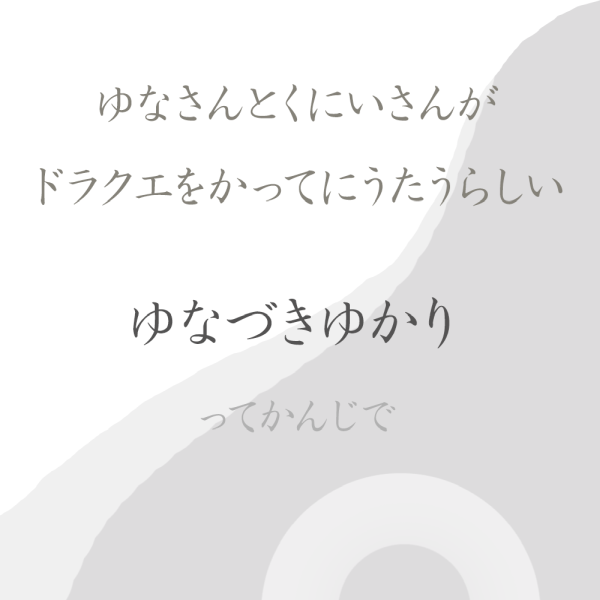 ゆなさんとくにいさんが
ドラクエをかってにうたうらしい
ゆなづきゆかり
ってかんじで